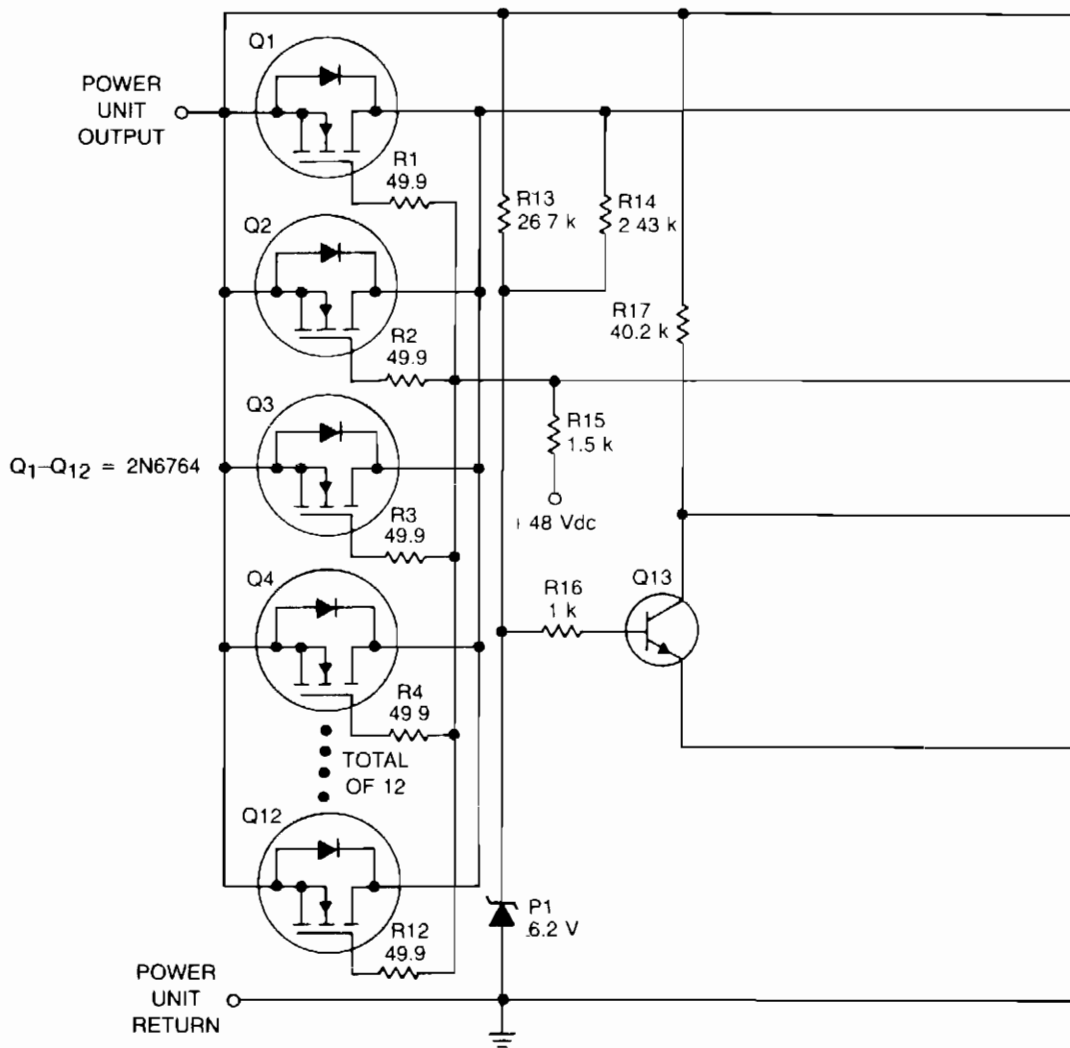 Q1
POWER
UNIT
OUTPUT
R1
49.9
R13
26 7 k
R14
2 43 k
Q2
R17
40.2 k
R2
49.9
Q3
R15
1.5 k
Q1–Q12 = 2N6764
48 Vdc
R3
49.9
Q4
R16
1 k
Q13
R4
49 9
TOTAL
OF 12
Q12
P1
6.2 V
R12
49.9
POWER
UNIT
RETURN